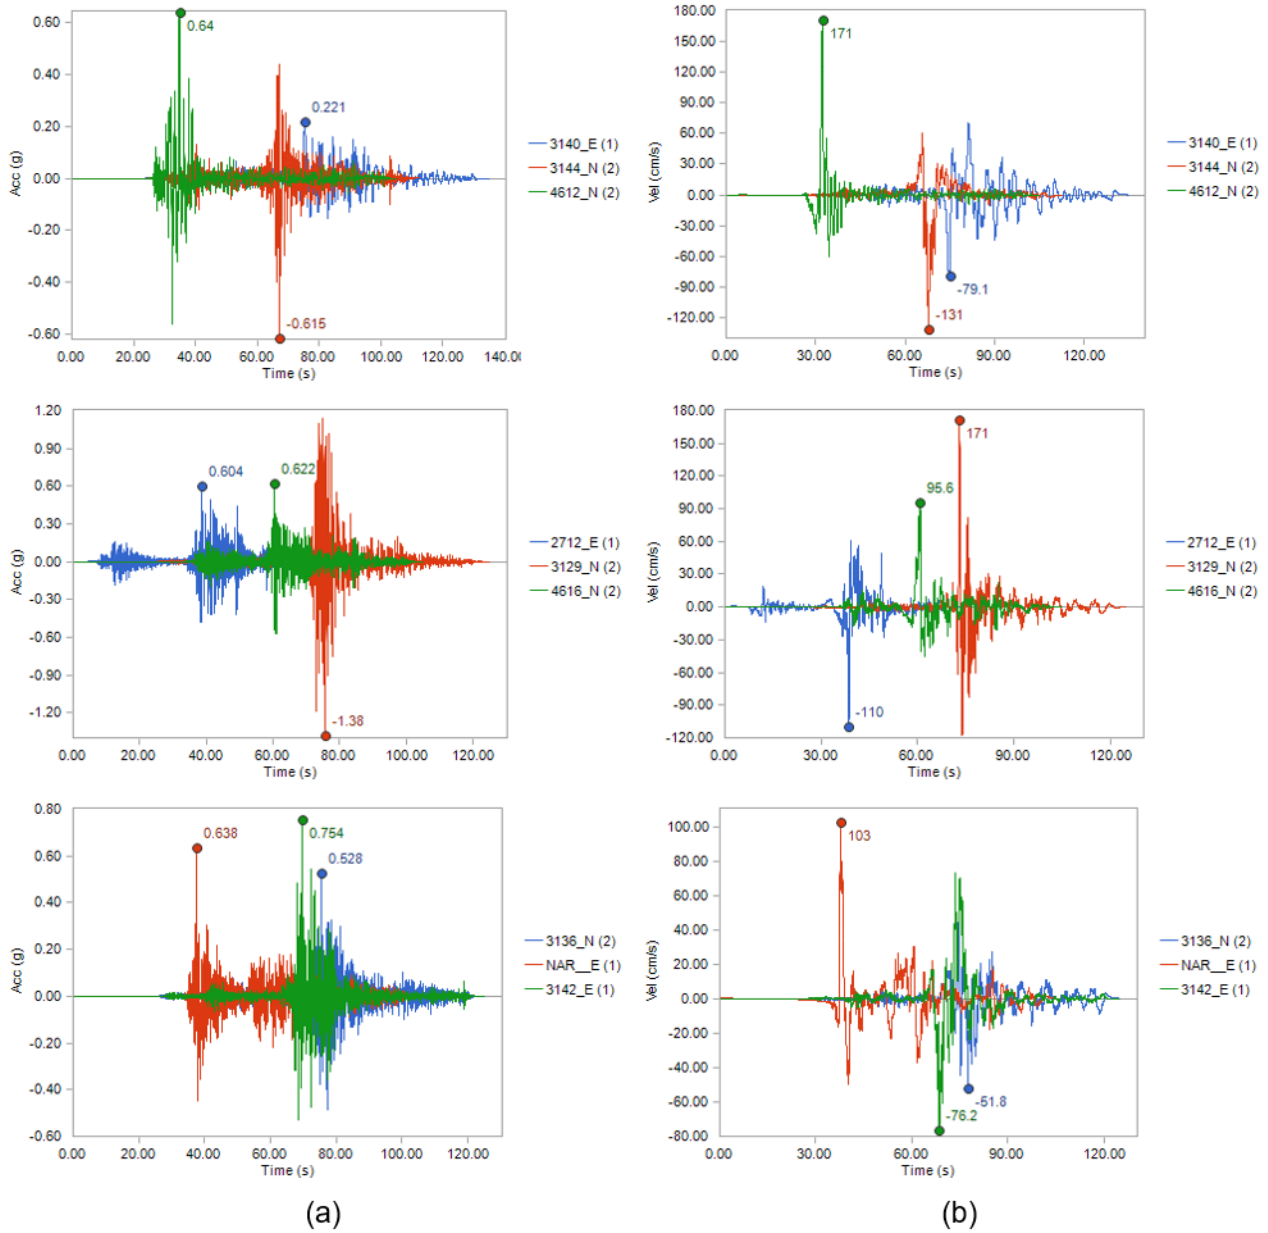 0.60
0.40
0.20
0.00
-0.20
-0.40
-0.60
Acc (g)
0.64
0.221
-0.615
0.00 20.00 40.00 60.00 80.00 100.00 120.00 140.00
Time (s)
3140_E (1)
3144_N (2)
4612_N (2)
180.00
150.00
120.00
90.00
60.00
30.00
0.00
-30.00
-60.00
-90.00
-120.00
Vel (cm/s)
171
-79.1
-131
0.00 30.00 60.00 90.00 120.00
Time (s)
3140_E (1)
3144_N (2)
4612_N (2)
1.20
0.90
0.60
0.30
0.00
-0.30
-0.60
-0.90
-1.20
Acc (g)
0.604
0.622
-1.38
0.00 20.00 40.00 60.00 80.00 100.00 120.00
Time (s)
2712_E (1)
3129_N (2)
4616_N (2)
180.00
150.00
120.00
90.00
60.00
30.00
0.00
-30.00
-60.00
-90.00
-120.00
Vel (cm/s)
171
95.6
-110
0.00 30.00 60.00 90.00 120.00
Time (s)
2712_E (1)
3129_N (2)
4616_N (2)
0.80
0.60
0.40
0.20
0.00
-0.20
-0.40
-0.60
Acc (g)
0.638
0.754
0.528
0.00 20.00 40.00 60.00 80.00 100.00 120.00
Time (s)
3136_N (2)
NAR__E (1)
3142_E (1)
100.00
80.00
60.00
40.00
20.00
0.00
-20.00
-40.00
-60.00
-80.00
Vel (cm/s)
103
-51.8
-76.2
0.00 30.00 60.00 90.00 120.00
Time (s)
3136_N (2)
NAR__E (1)
3142_E (1)
(a)
(b)